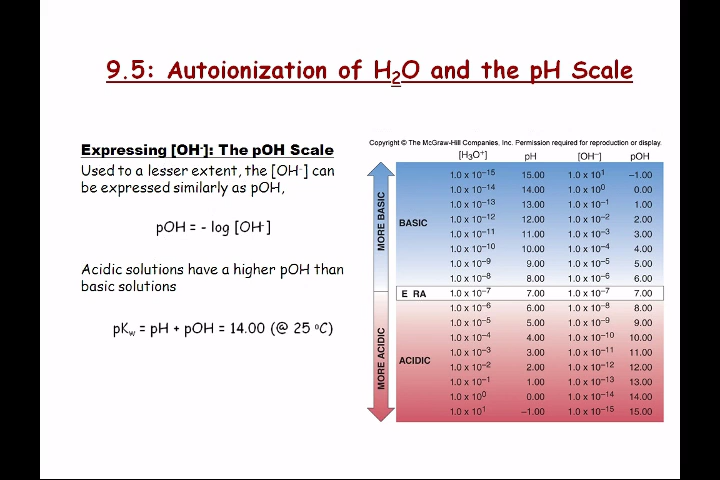 9.5: Autoionization of H₂O and the pH Scale
Expressing [OH⁻]: The pOH Scale
Used to a lesser extent, the [OH⁻] can
be expressed similarly as pOH,
pOH = - log [OH⁻]
Acidic solutions have a higher pOH than
basic solutions
pKw = pH + pOH = 14.00 (@ 25 °C)
Copyright © The McGraw-Hill Companies, Inc. Permission required for reproduction or display.
[H₃O⁺] pH [OH⁻] pOH
1.0 x 10⁻¹⁵ 15.00 1.0 x 10¹ −1.00
1.0 x 10⁻¹⁴ 14.00 1.0 x 10⁰ 0.00
1.0 x 10⁻¹³ 13.00 1.0 x 10⁻¹ 1.00
1.0 x 10⁻¹² 12.00 1.0 x 10⁻² 2.00
1.0 x 10⁻¹¹ 11.00 1.0 x 10⁻³ 3.00
1.0 x 10⁻¹⁰ 10.00 1.0 x 10⁻⁴ 4.00
1.0 x 10⁻⁹ 9.00 1.0 x 10⁻⁵ 5.00
1.0 x 10⁻⁸ 8.00 1.0 x 10⁻⁶ 6.00
E RA 1.0 x 10⁻⁷ 7.00 1.0 x 10⁻⁷ 7.00
1.0 x 10⁻⁶ 6.00 1.0 x 10⁻⁸ 8.00
1.0 x 10⁻⁵ 5.00 1.0 x 10⁻⁹ 9.00
1.0 x 10⁻⁴ 4.00 1.0 x 10⁻¹⁰ 10.00
1.0 x 10⁻³ 3.00 1.0 x 10⁻¹¹ 11.00
1.0 x 10⁻² 2.00 1.0 x 10⁻¹² 12.00
1.0 x 10⁻¹ 1.00 1.0 x 10⁻¹³ 13.00
1.0 x 10⁰ 0.00 1.0 x 10⁻¹⁴ 14.00
1.0 x 10¹ −1.00 1.0 x 10⁻¹⁵ 15.00
BASIC
ACIDIC
MORE BASIC
MORE ACIDIC